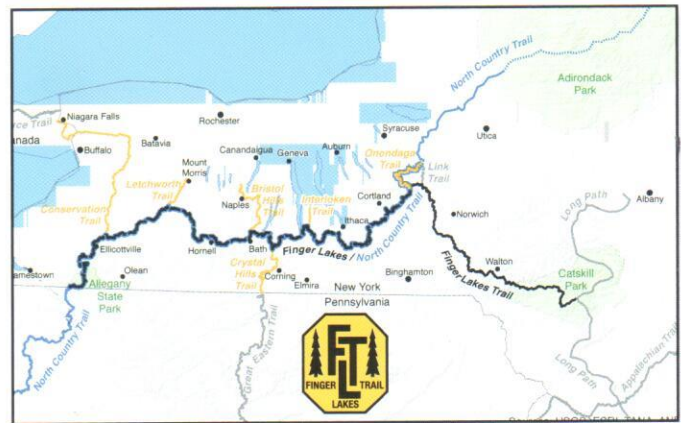 North Country Trail
Adirondack
Park
Niagara Falls
Rochester
Syracuse
Utica
Buffalo
Batavia
Canandaigua
Geneva
Auburn
Onondaga
Trail
Link
Trail
Mount
Morris
Letchworth
Trail
Bristol
Hills
Trail
Naples
Interloken
Trail
Cortland
Ithaca
Norwich
Albany
Long Path
Conservation
Trail
Ellicottville
Hornell
Bath
Finger Lakes / North Country Trail
Crystal
Hills
Trail
Corning
Elmira
Binghamton
Walton
Finger Lakes Trail
Catskill
Park
Olean
Allegany
State
Park
New York
Pennsylvania
North Country Trail
Great Eastern Trail
FLT
FINGER TRAIL
LAKES
Long Path
Appalachian Trail